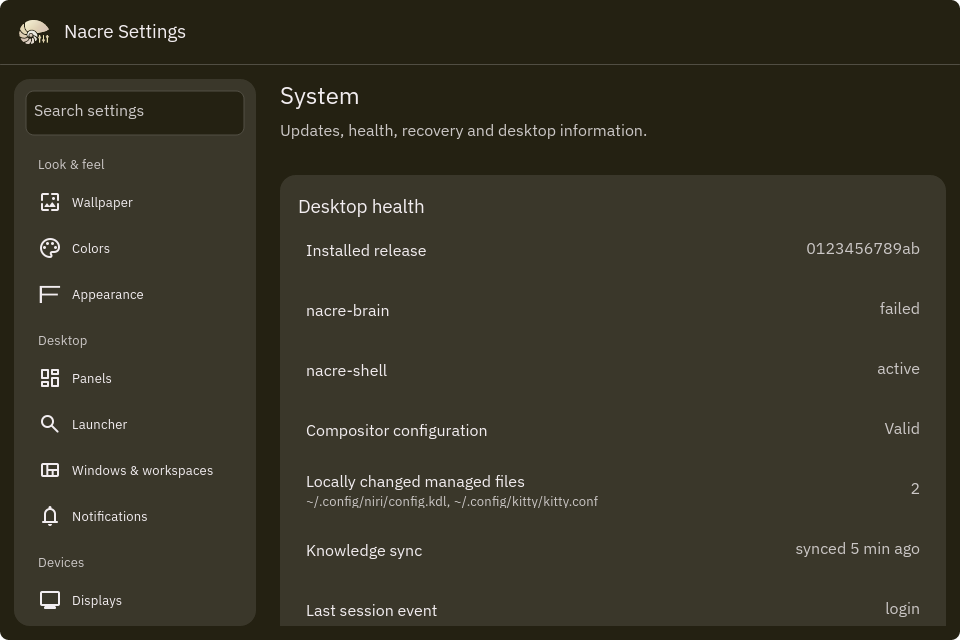 Nacre Settings
Search settings
Look & feel
Wallpaper
Colors
Appearance
Desktop
Panels
Launcher
Windows & workspaces
Notifications
Devices
Displays
System
Updates, health, recovery and desktop information.
Desktop health
Installed release 0123456789ab
nacre-brain failed
nacre-shell active
Compositor configuration Valid
Locally changed managed files 2
~/.config/niri/config.kdl, ~/.config/kitty/kitty.conf
Knowledge sync synced 5 min ago
Last session event login